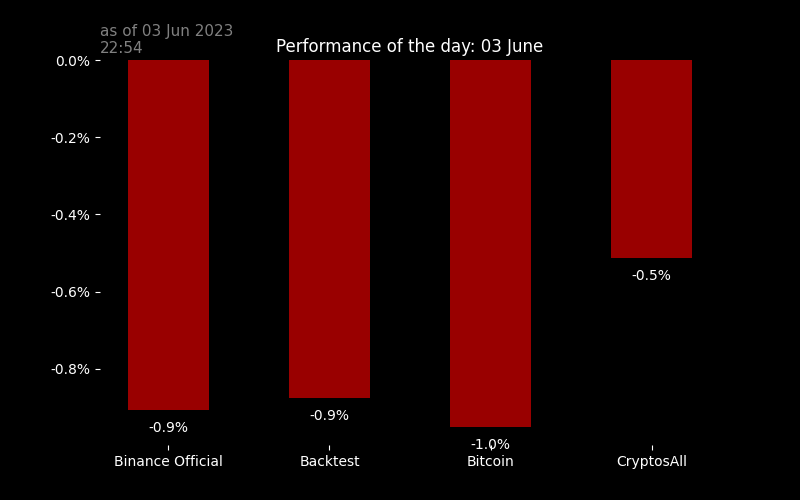 as of 03 Jun 2023
22:54
Performance of the day: 03 June
0.0%
-0.2%
-0.4%
-0.6%
-0.8%
-0.9%
-0.9%
-1.0%
-0.5%
Binance Official
Backtest
Bitcoin
CryptosAll